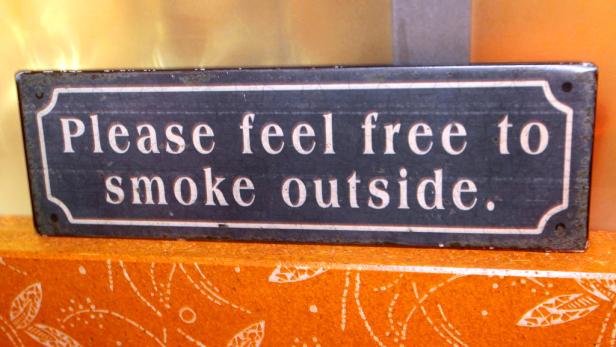 Please feel free to
smoke outside.